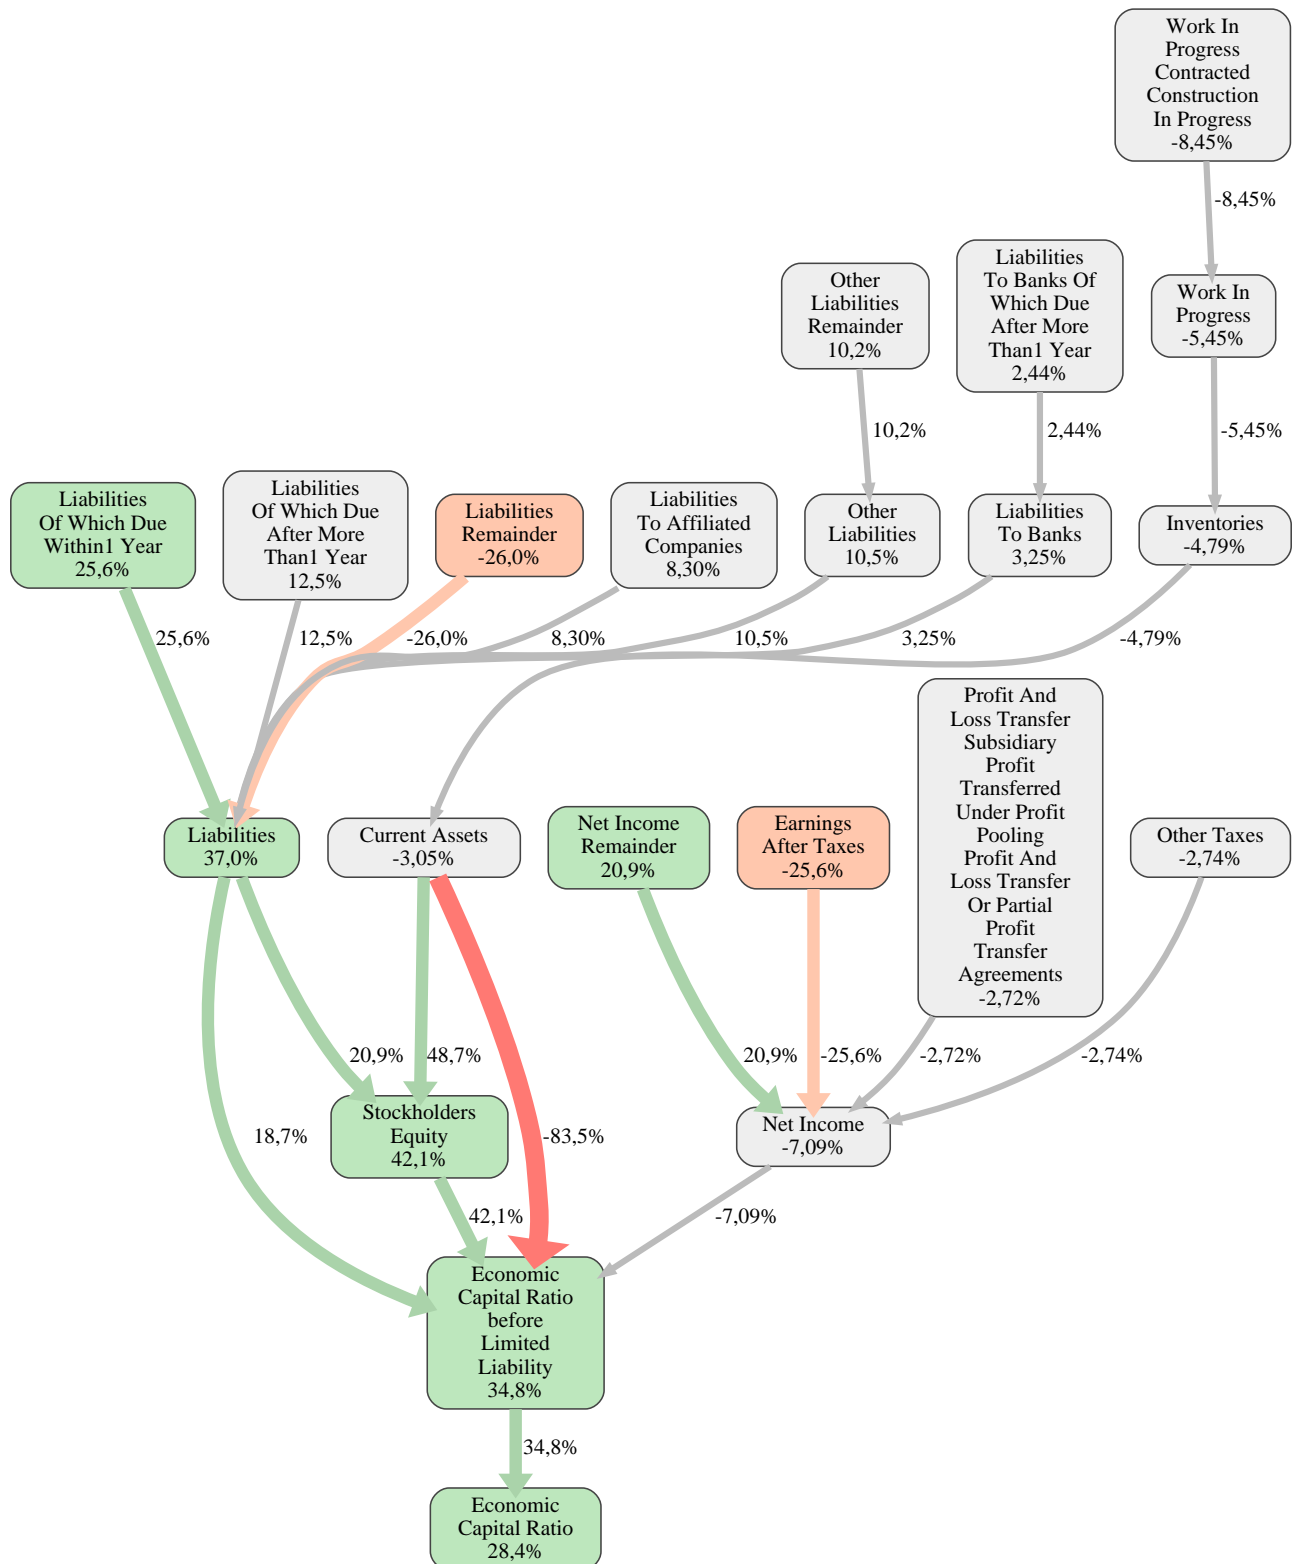 Work In
Progress
Contracted
Construction
In Progress
-8,45%
-8,45%
Other
Liabilities
Remainder
10,2%
Liabilities
To Banks Of
Which Due
After More
Than1 Year
2,44%
Work In
Progress
-5,45%
10,2%
2,44%
-5,45%
Liabilities
Of Which Due
Within1 Year
25,6%
Liabilities
Of Which Due
After More
Than1 Year
12,5%
Liabilities
Remainder
-26,0%
Liabilities
To Affiliated
Companies
8,30%
Other
Liabilities
10,5%
Liabilities
To Banks
3,25%
Inventories
-4,79%
25,6%
12,5%
-26,0%
8,30%
10,5%
3,25%
-4,79%
Liabilities
37,0%
Current Assets
-3,05%
Net Income
Remainder
20,9%
Earnings
After Taxes
-25,6%
Profit And
Loss Transfer
Subsidiary
Profit
Transferred
Under Profit
Pooling
Profit And
Loss Transfer
Or Partial
Profit
Transfer
Agreements
-2,72%
Other Taxes
-2,74%
20,9%
48,7%
20,9%
-25,6%
-2,72%
-2,74%
18,7%
Stockholders
Equity
42,1%
-83,5%
Net Income
-7,09%
42,1%
-7,09%
Economic
Capital Ratio
before
Limited
Liability
34,8%
34,8%
Economic
Capital Ratio
28,4%